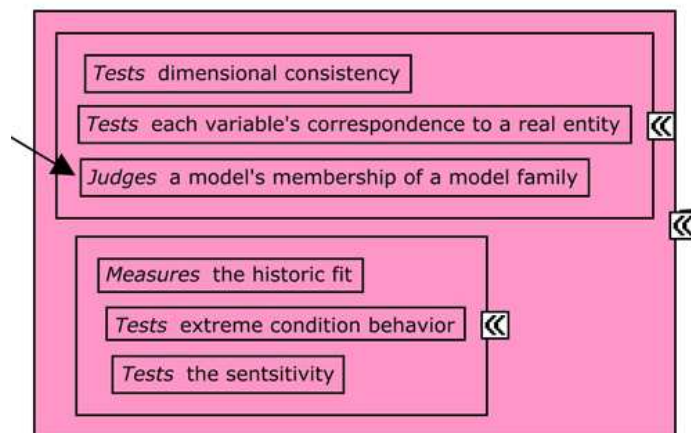 Tests dimensional consistency
Tests each variable's correspondence to a real entity
Judges a model's membership of a model family
Measures the historic fit
Tests extreme condition behavior
Tests the sentsitivity